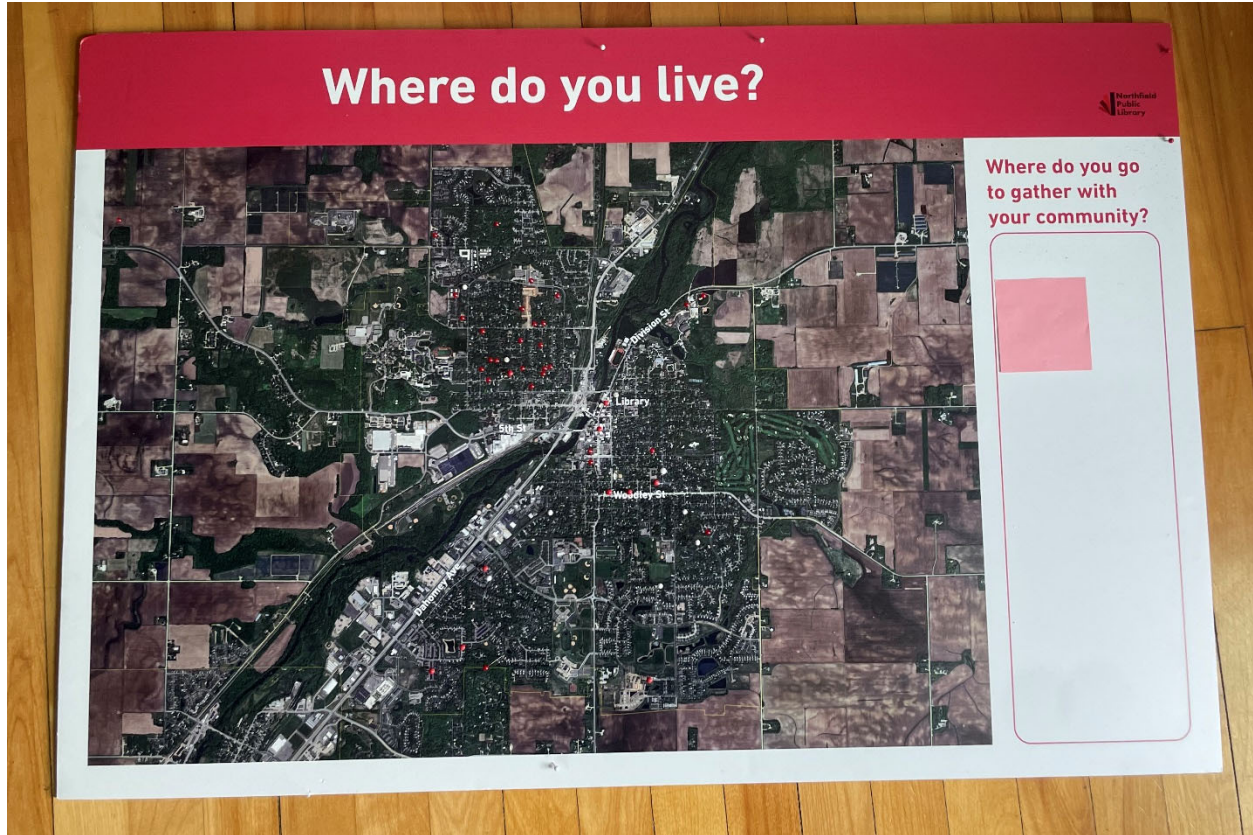 Where do you live?
Northfield
Public
Library
Where do you go
to gather with
your community?
Division St
Library
5th St
Woodley St
Dahomey Ave